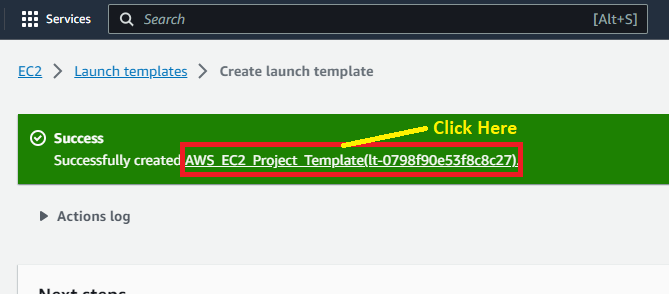 Services
Search
[Alt+S]
EC2 > Launch templates > Create launch template
Click Here
Success
Successfully created AWS_EC2_Project_Template(lt-0798f90e53f8c8c27).
Actions log
Next steps